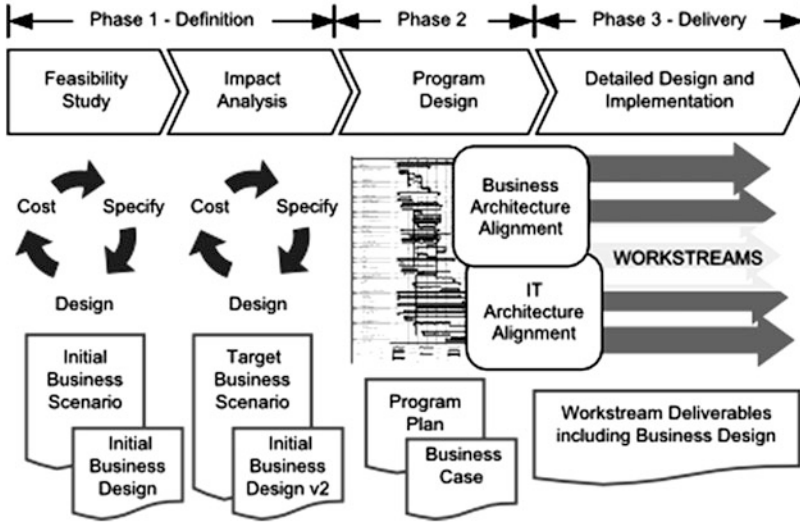 Phase 1 - Definition
Phase 2
Phase 3 - Delivery
Feasibility
Study
Impact
Analysis
Program
Design
Detailed Design and
Implementation
Cost
Specify
Design
Cost
Specify
Design
Business
Architecture
Alignment
IT
Architecture
Alignment
WORKSTREAMS
Initial
Business
Scenario
Initial
Business
Design
Target
Business
Scenario
Initial
Business
Design v2
Program
Plan
Business
Case
Workstream Deliverables
including Business Design